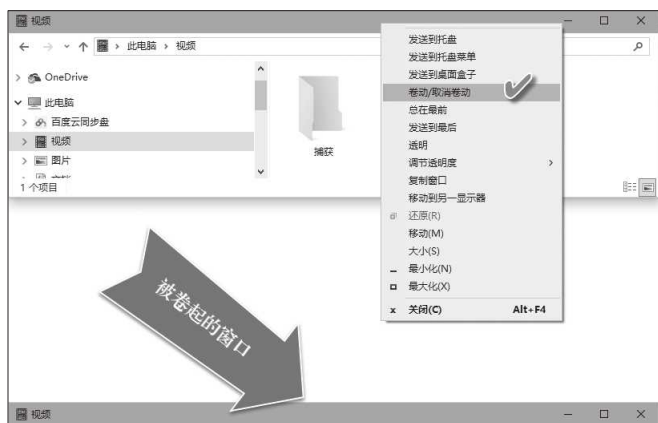 视频
此电脑 › 视频
OneDrive
此电脑
百度云同步盘
视频
图片
1 个项目
捕获
发送到托盘
发送到托盘菜单
发送到桌面盒子
卷动/取消卷动
总在最前
发送到最后
透明
调节透明度
复制窗口
移动到另一显示器
还原(R)
移动(M)
大小(S)
最小化(N)
最大化(X)
关闭(C) Alt+F4
被卷起的窗口
视频